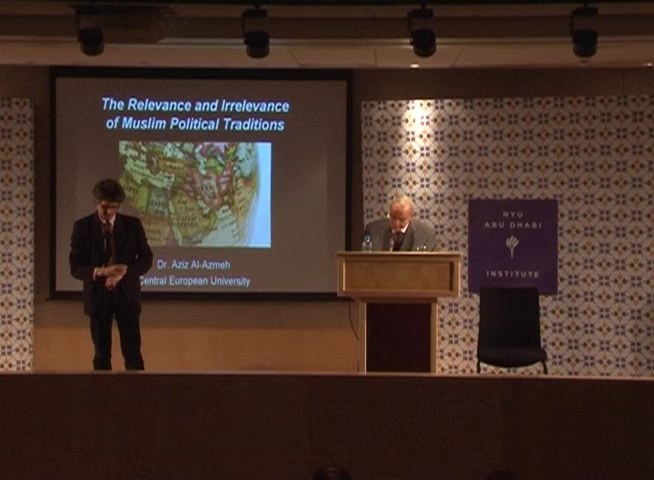 The Relevance and Irrelevance
of Muslim Political Traditions
Dr. Aziz Al-Azmeh
Central European University
NYU
ABU DHABI
INSTITUTE